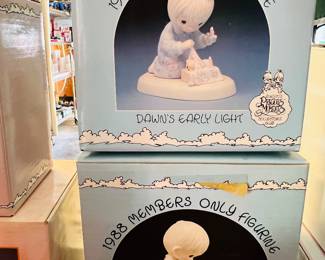 DAWN'S EARLY LIGHT
Precious
Moments
1988 MEMBERS ONLY FIGURINE